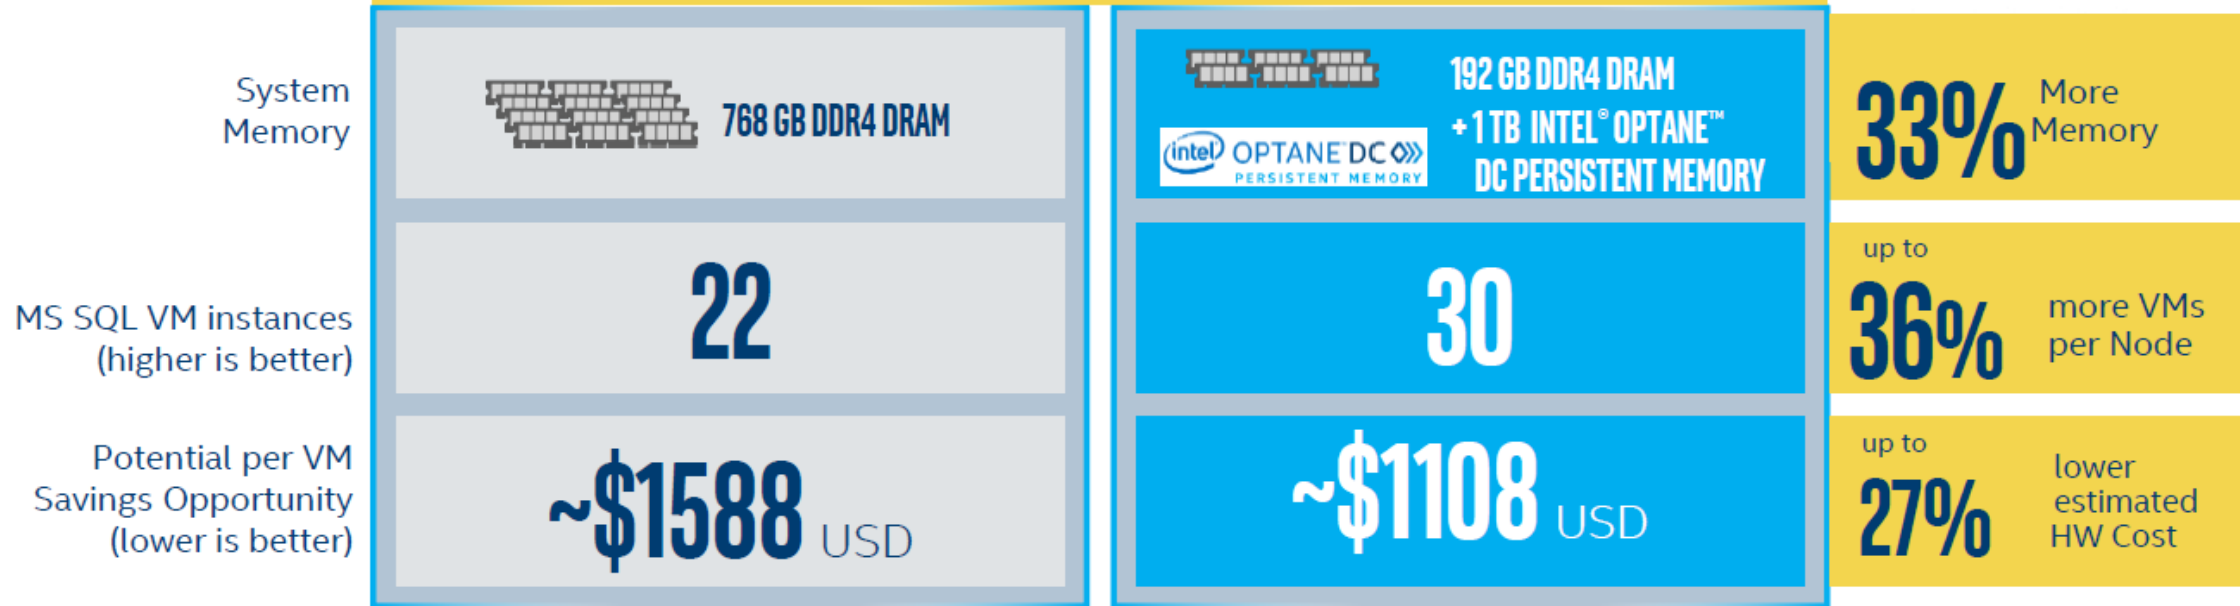 System
Memory
768 GB DDR4 DRAM
192 GB DDR4 DRAM
+ 1 TB INTEL® OPTANE™
DC PERSISTENT MEMORY
intel OPTANE™ DC
PERSISTENT MEMORY
33% More
Memory
MS SQL VM instances
(higher is better)
22
30
up to
36% more VMs
per Node
Potential per VM
Savings Opportunity
(lower is better)
~$1588 USD
~$1108 USD
up to
27% lower
estimated
HW Cost